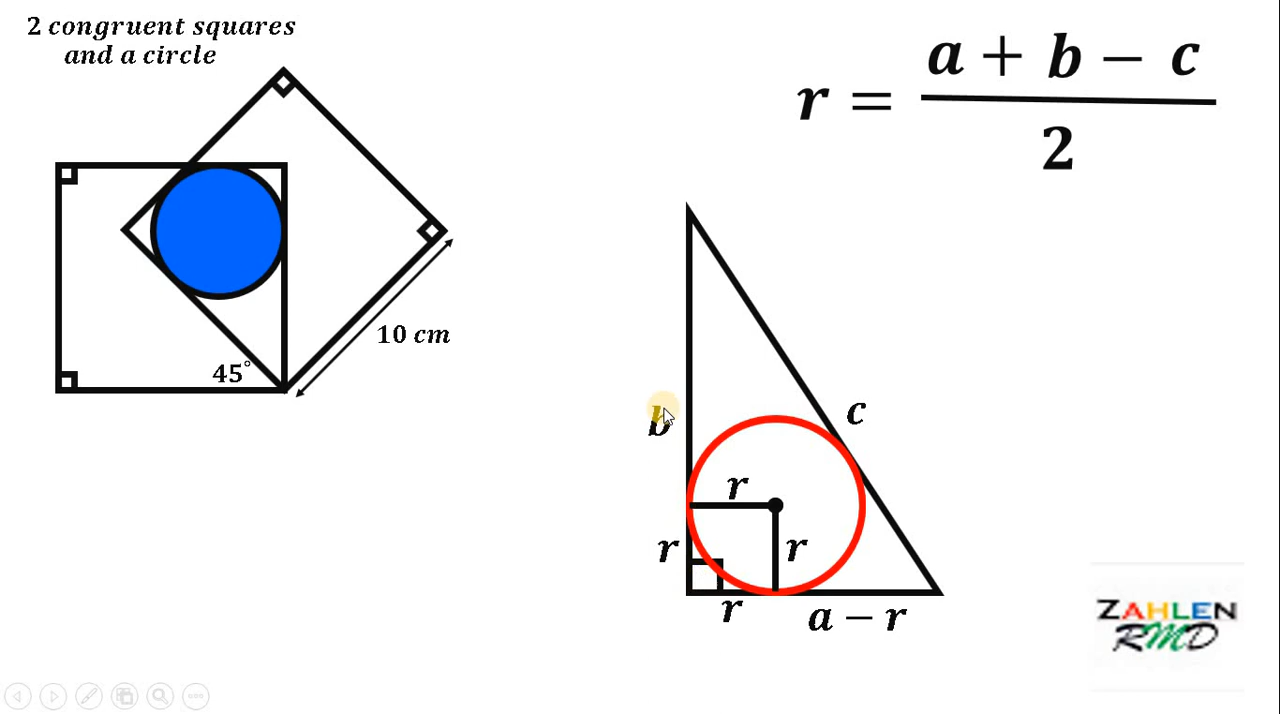 2 congruent squares
and a circle
r = a + b − c
2
45°
10 cm
b
c
r
r
r
r
a − r
ZAHLEN
RMD